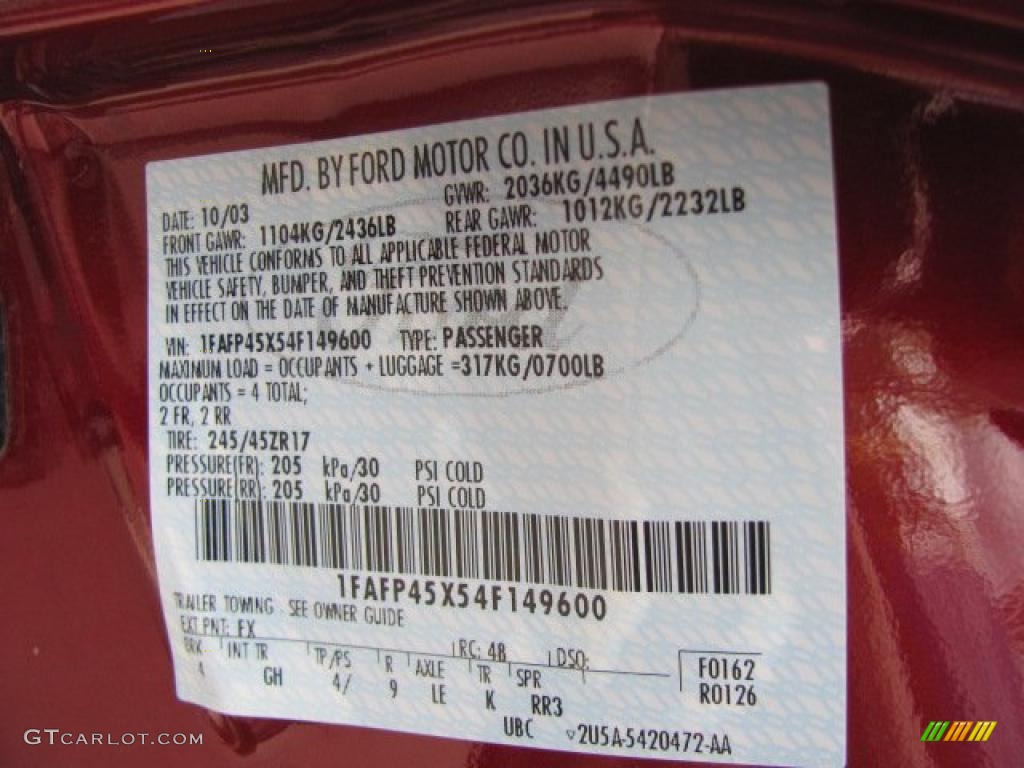 MFD. BY FORD MOTOR CO. IN U.S.A.
DATE: 10/03 GVWR: 2036KG/4490LB
FRONT GAWR: 1104KG/2436LB REAR GAWR: 1012KG/2232LB
THIS VEHICLE CONFORMS TO ALL APPLICABLE FEDERAL MOTOR
VEHICLE SAFETY, BUMPER, AND THEFT PREVENTION STANDARDS
IN EFFECT ON THE DATE OF MANUFACTURE SHOWN ABOVE.
VIN: 1FAFP45X54F149600 TYPE: PASSENGER
MAXIMUM LOAD = OCCUPANTS + LUGGAGE =317KG/0700LB
OCCUPANTS = 4 TOTAL;
2 FR, 2 RR
TIRE: 245/45ZR17
PRESSURE(FR): 205 kPa/30 PSI COLD
PRESSURE(RR): 205 kPa/30 PSI COLD
1FAFP45X54F149600
TRAILER TOWING - SEE OWNER GUIDE
EXT PNT: FX RC: 48 DSO: F0162
BRK INT TR TP/PS R AXLE TR SPR R0126
4 GH 4/ 9 LE K RR3
UBC 2U5A-5420472-AA
GTCARLOT.COM